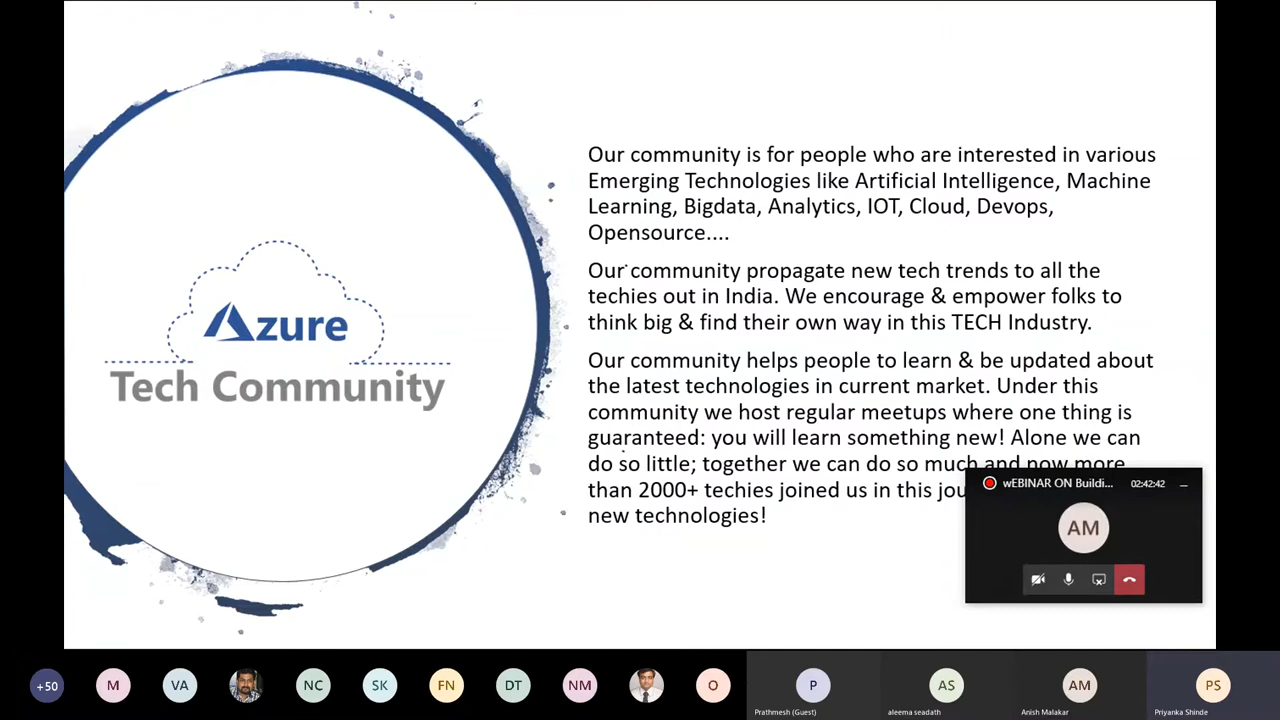 Azure
Tech Community
Our community is for people who are interested in various
Emerging Technologies like Artificial Intelligence, Machine
Learning, Bigdata, Analytics, IOT, Cloud, Devops,
Opensource....
Our community propagate new tech trends to all the
techies out in India. We encourage & empower folks to
think big & find their own way in this TECH Industry.
Our community helps people to learn & be updated about
the latest technologies in current market. Under this
community we host regular meetups where one thing is
guaranteed: you will learn something new! Alone we can
do so little; together we can do so much and now more
than 2000+ techies joined us in this
new technologies!
wEBINAR ON Buildi... 02:42:42
AM
+50 M VA NC SK FN DT NM O P AS AM PS
Prathmesh (Guest) aleema seadath Anish Malakar Priyanka Shinde